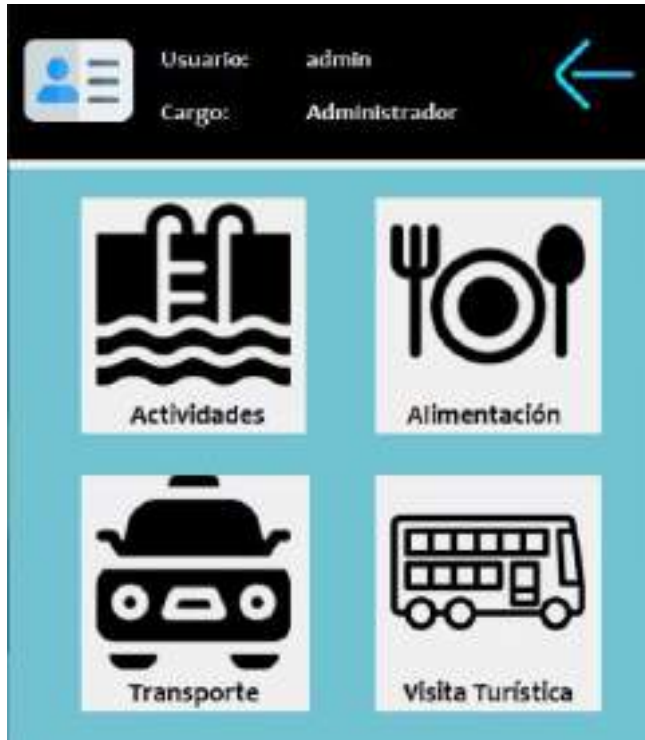 Usuario: admin
Cargo: Administrador
Actividades
Alimentación
Transporte
Visita Turística